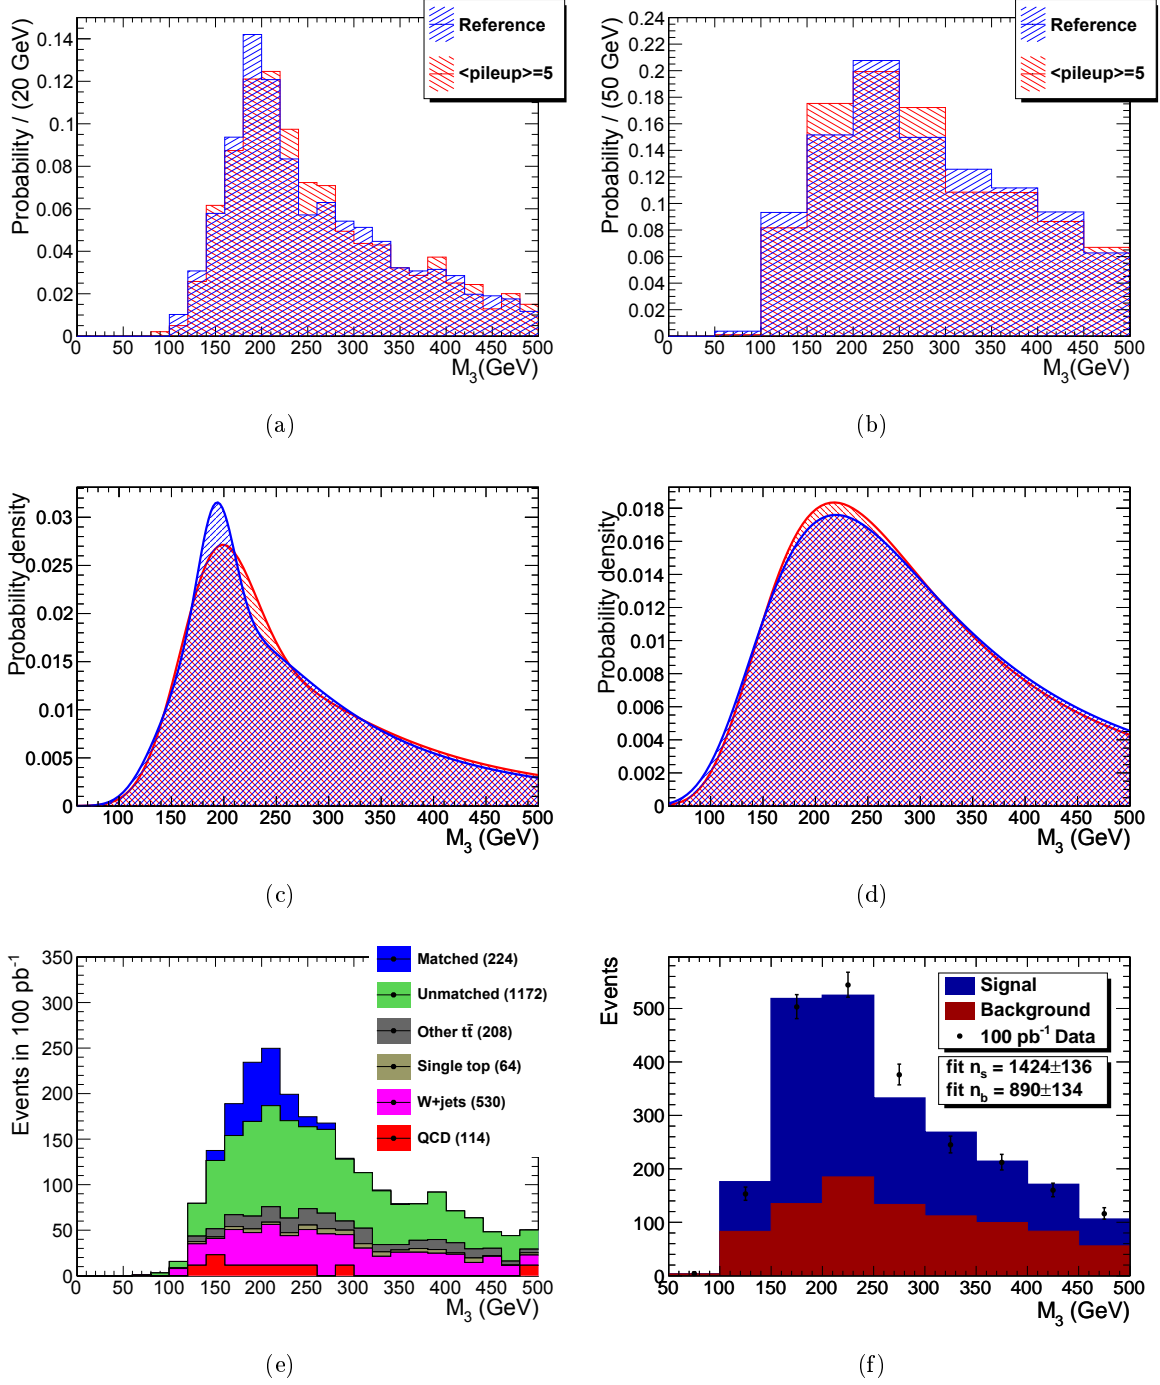 Reference
<pileup>=5
Probability / (20 GeV)
0.14
0.12
0.1
0.08
0.06
0.04
0.02
0
0 50 100 150 200 250 300 350 400 450 500
M3(GeV)
(a)
Reference
<pileup>=5
Probability / (50 GeV)
0.24
0.22
0.2
0.18
0.16
0.14
0.12
0.1
0.08
0.06
0.04
0.02
0
0 50 100 150 200 250 300 350 400 450 500
M3(GeV)
(b)
Probability density
0.03
0.025
0.02
0.015
0.01
0.005
0
100 150 200 250 300 350 400 450 500
M3 (GeV)
(c)
Probability density
0.018
0.016
0.014
0.012
0.01
0.008
0.006
0.004
0.002
0
100 150 200 250 300 350 400 450 500
M3 (GeV)
(d)
Events in 100 pb-1
350
300
250
200
150
100
50
0
Matched (224)
Unmatched (1172)
Other tt̄ (208)
Single top (64)
W+jets (530)
QCD (114)
0 50 100 150 200 250 300 350 400 450 500
M3 (GeV)
(e)
Events
500
400
300
200
100
0
Signal
Background
100 pb-1 Data
fit ns = 1424±136
fit nb = 890±134
50 100 150 200 250 300 350 400 450 500
M3 (GeV)
(f)